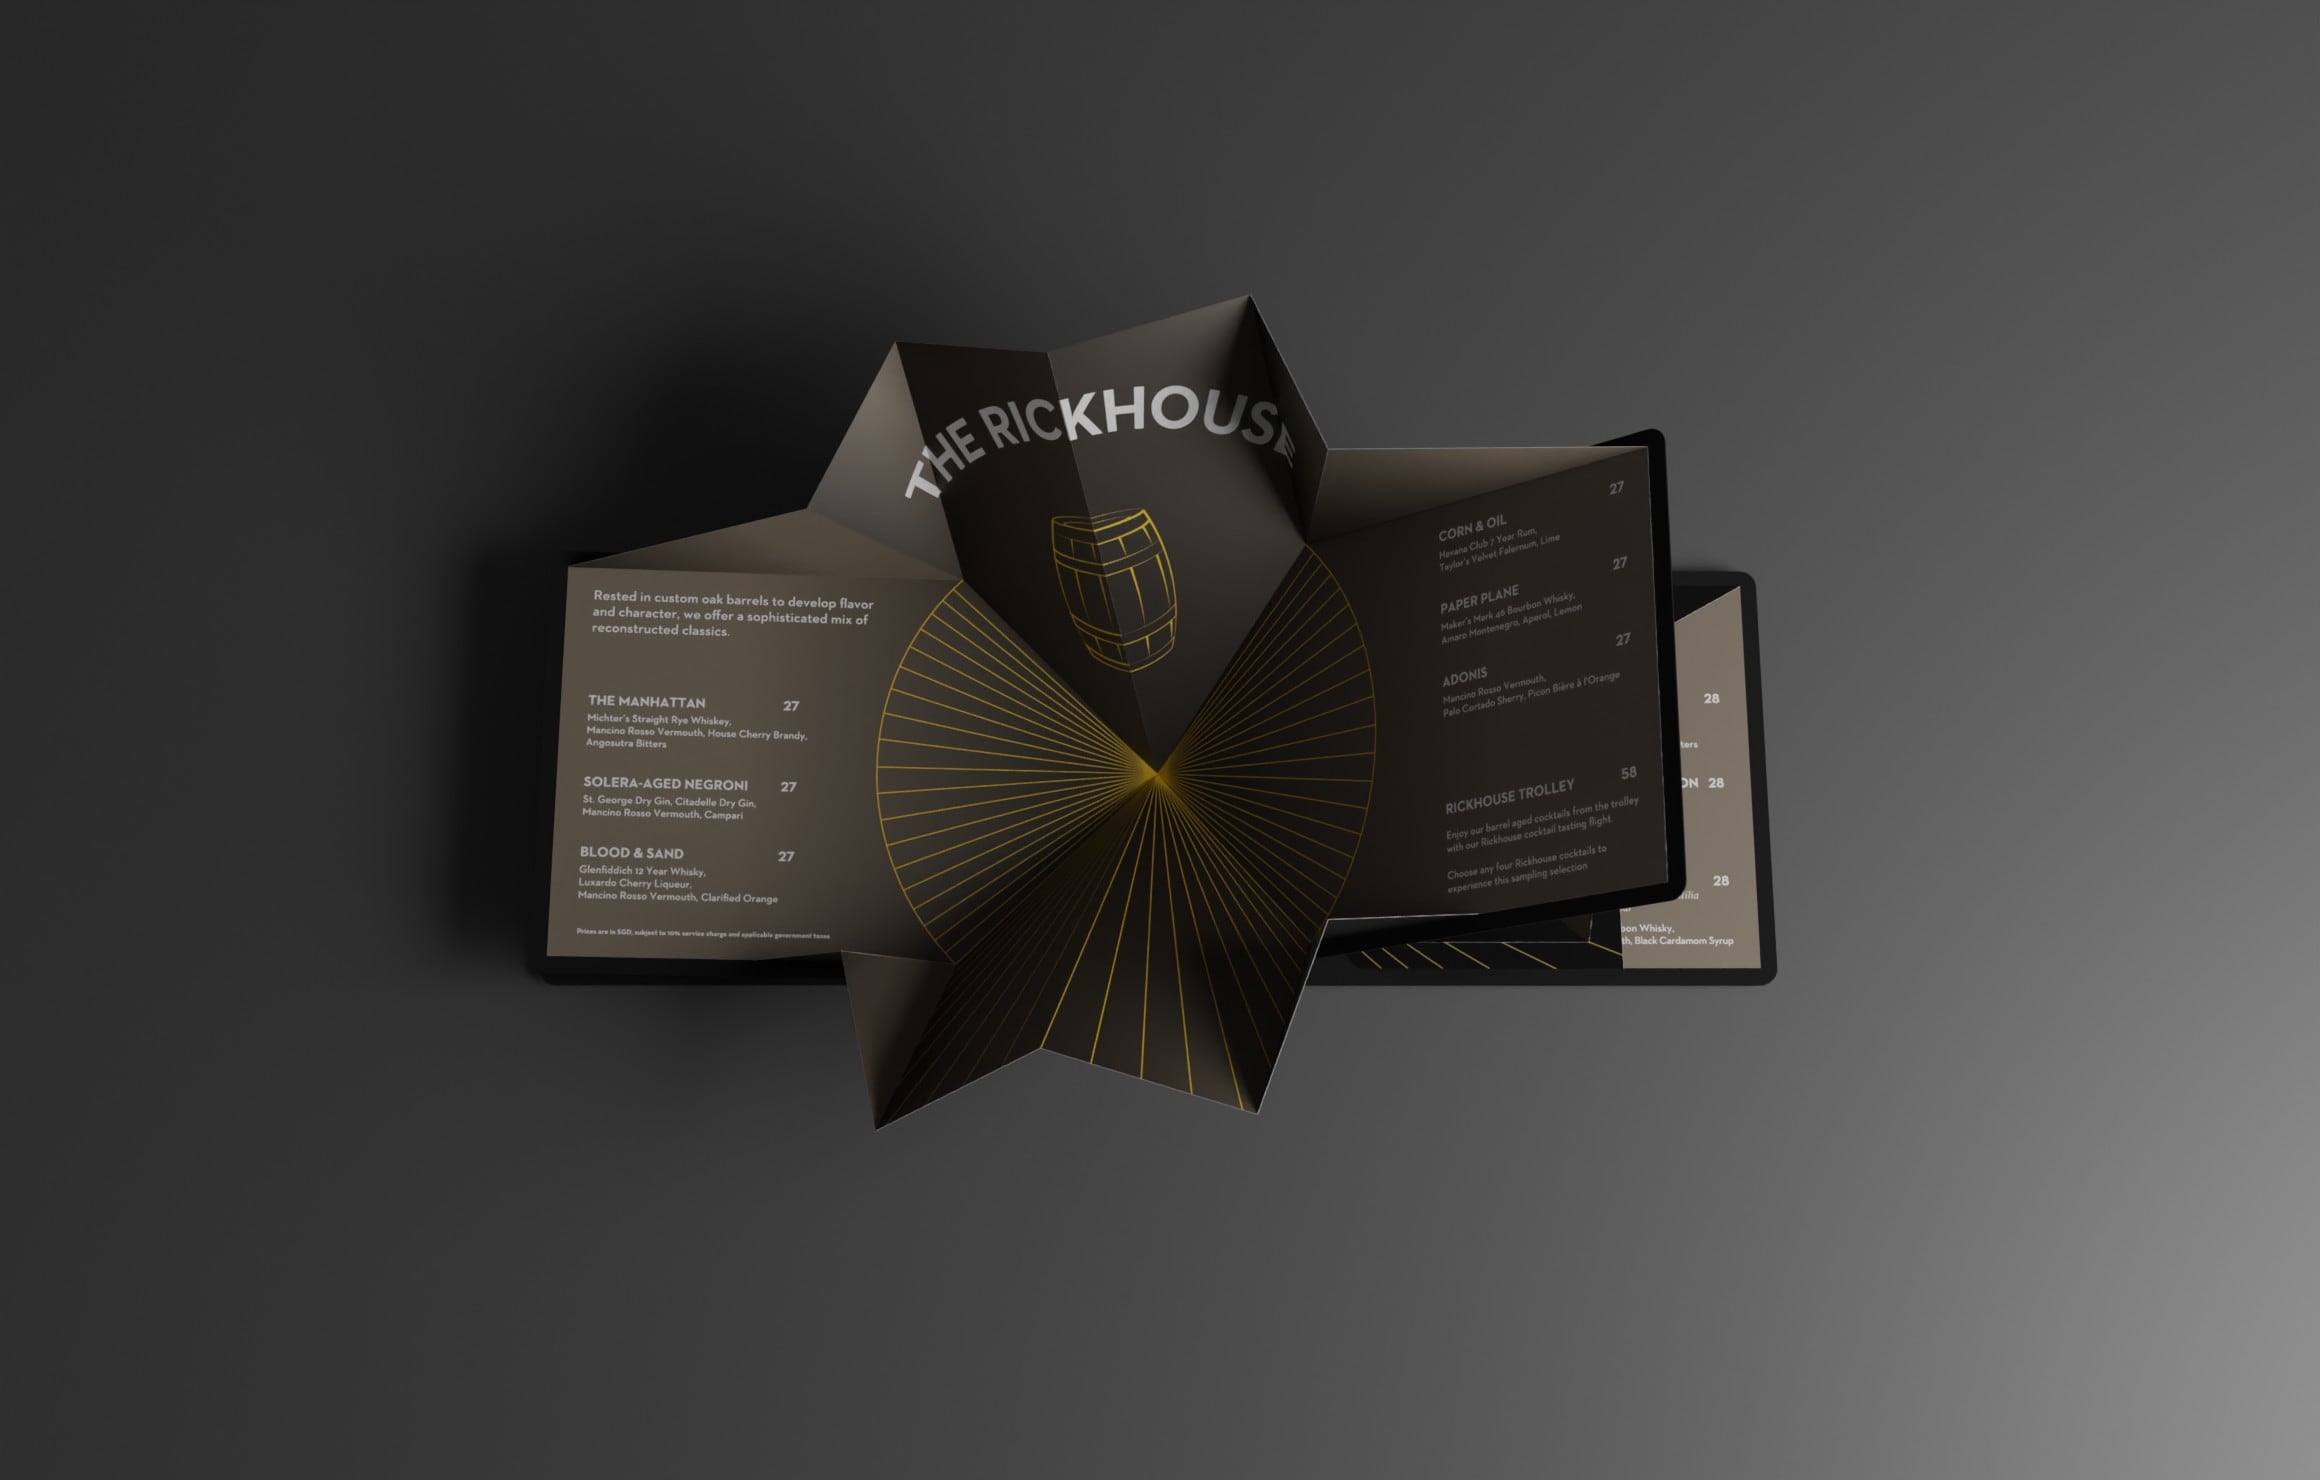 THE RICKHOUSE
Rested in custom oak barrels to develop flavor
and character, we offer a sophisticated mix of
reconstructed classics.
THE MANHATTAN 27
Michter's Straight Rye Whiskey,
Mancino Rosso Vermouth, House Cherry Brandy,
Angosutra Bitters
SOLERA-AGED NEGRONI 27
St. George Dry Gin, Citadelle Dry Gin,
Mancino Rosso Vermouth, Campari
BLOOD & SAND 27
Glenfiddich 12 Year Whisky,
Luxardo Cherry Liqueur,
Mancino Rosso Vermouth, Clarified Orange
Prices are in SGD, subject to 10% service charge and applicable government taxes
CORN & OIL 27
Havana Club 7 Year Rum,
Taylor's Velvet Falernum, Lime
PAPER PLANE 27
Maker's Mark 46 Bourbon Whisky,
Amaro Montenegro, Aperol, Lemon
ADONIS 27
Mancino Rosso Vermouth,
Palo Cortado Sherry, Picon Bière à l'Orange
RICKHOUSE TROLLEY 58
Enjoy our barrel aged cocktails from the trolley
with our Rickhouse cocktail tasting flight.
Choose any four Rickhouse cocktails to
experience this sampling selection
28
ters
ON 28
28
Whisky,
th, Black Cardamom Syrup